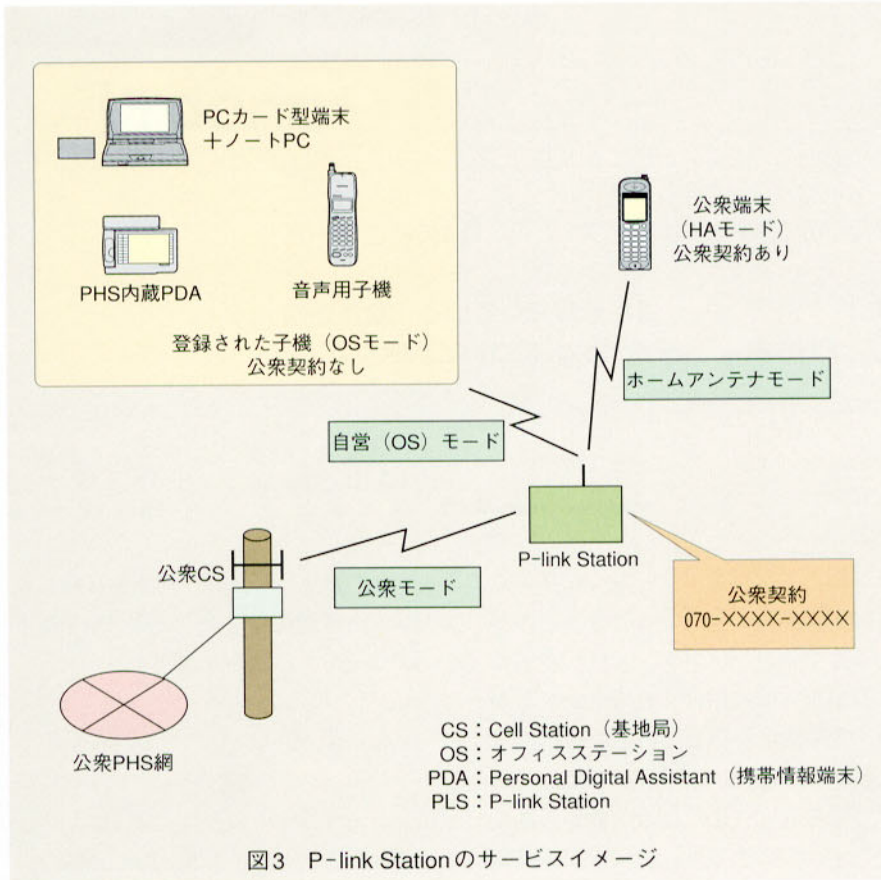 PCカード型端末
+ノートPC
PHS内蔵PDA
音声用子機
登録された子機（OSモード）
公衆契約なし
公衆端末
（HAモード）
公衆契約あり
ホームアンテナモード
自営（OS）モード
P-link Station
公衆CS
公衆モード
公衆契約
070-××××-××××
公衆PHS網
CS：Cell Station（基地局）
OS：オフィスステーション
PDA：Personal Digital Assistant（携帯情報端末）
PLS：P-link Station
図3 P-link Stationのサービスイメージ